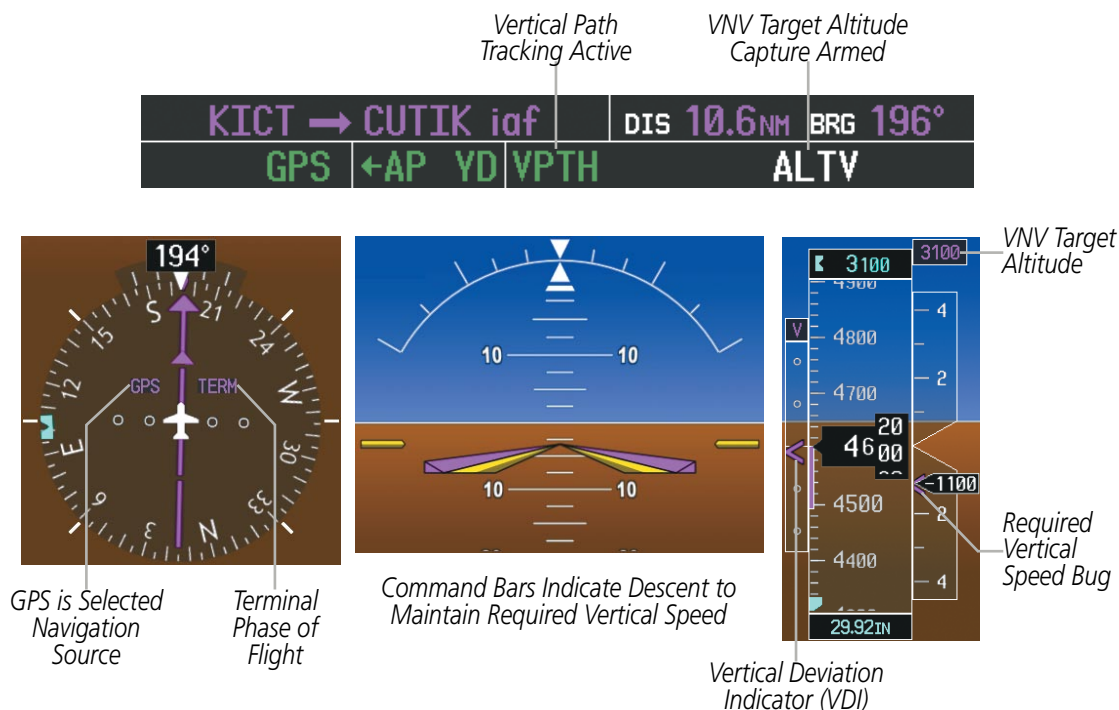 Vertical Path
Tracking Active
VNV Target Altitude
Capture Armed
KICT → CUTIK iaf DIS 10.6NM BRG 196°
GPS ←AP YD VPTH ALTV
194°
S 21 24 W 30 33 N 3 6 E 12 15
GPS TERM
10 10
10 10
3100
3100
VNV Target
Altitude
V
4800
4700
4600
20
00
4500
4400
4
2
-1100
2
4
29.92IN
Required
Vertical
Speed Bug
GPS is Selected
Navigation
Source
Terminal
Phase of
Flight
Command Bars Indicate Descent to
Maintain Required Vertical Speed
Vertical Deviation
Indicator (VDI)